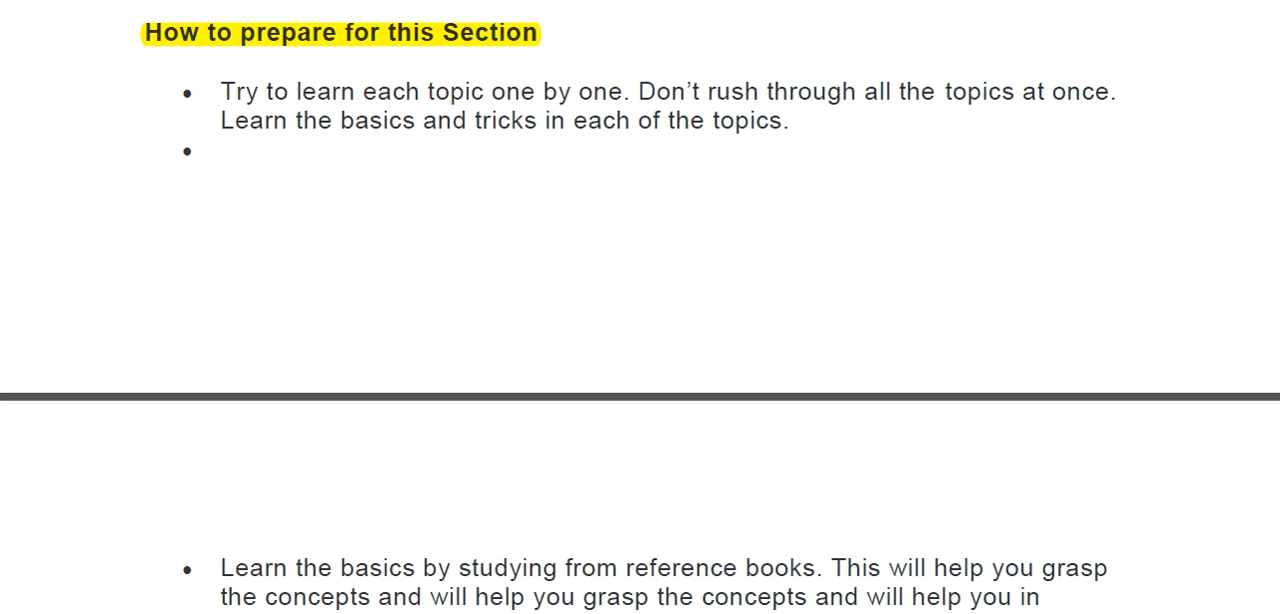 How to prepare for this Section
• Try to learn each topic one by one. Don’t rush through all the topics at once.
Learn the basics and tricks in each of the topics.
•
• Learn the basics by studying from reference books. This will help you grasp
the concepts and will help you grasp the concepts and will help you in